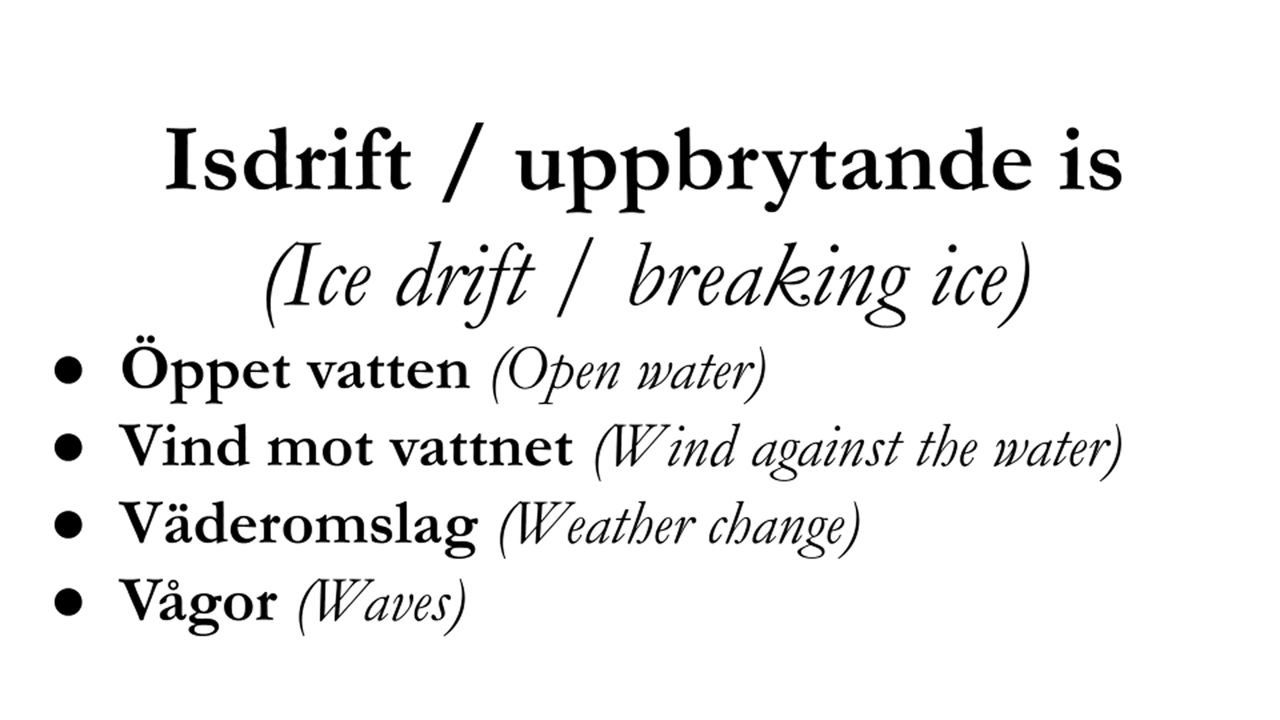 Isdrift / uppbrytande is
(Ice drift / breaking ice)
● Öppet vatten (Open water)
● Vind mot vattnet (Wind against the water)
● Väderomslag (Weather change)
● Vågor (Waves)